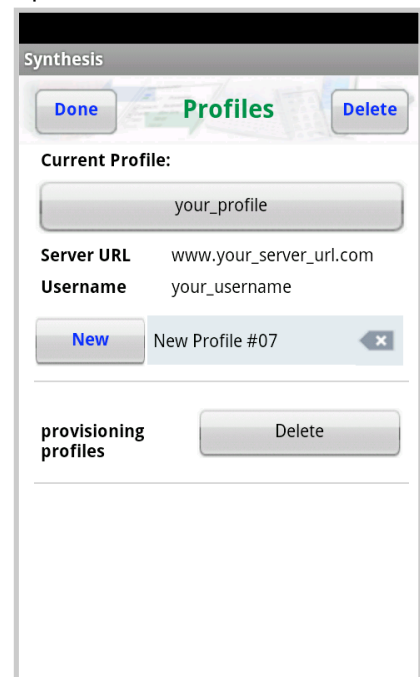 Synthesis
Done Profiles Delete
Current Profile:
your_profile
Server URL www.your_server_url.com
Username your_username
New New Profile #07
provisioning Delete
profiles